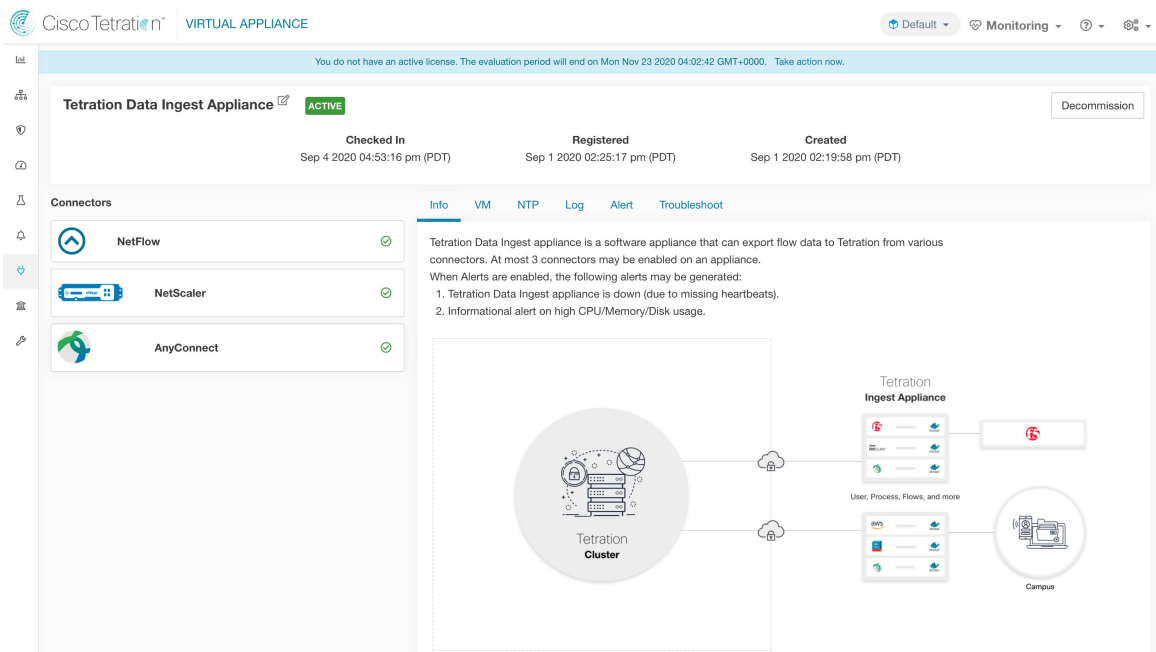 Cisco Tetration™
VIRTUAL APPLIANCE
Default
Monitoring
You do not have an active license. The evaluation period will end on Mon Nov 23 2020 04:02:42 GMT+0000. Take action now.
Tetration Data Ingest Appliance
ACTIVE
Decommission
Checked In
Sep 4 2020 04:53:16 pm (PDT)
Registered
Sep 1 2020 02:25:17 pm (PDT)
Created
Sep 1 2020 02:19:58 pm (PDT)
Connectors
NetFlow
NetScaler
AnyConnect
Info VM NTP Log Alert Troubleshoot
Tetration Data Ingest appliance is a software appliance that can export flow data to Tetration from various
connectors. At most 3 connectors may be enabled on an appliance.
When Alerts are enabled, the following alerts may be generated:
1. Tetration Data Ingest appliance is down (due to missing heartbeats).
2. Informational alert on high CPU/Memory/Disk usage.
Tetration
Cluster
Tetration
Ingest Appliance
NetScaler
User, Process, Flows, and more
aws
Campus